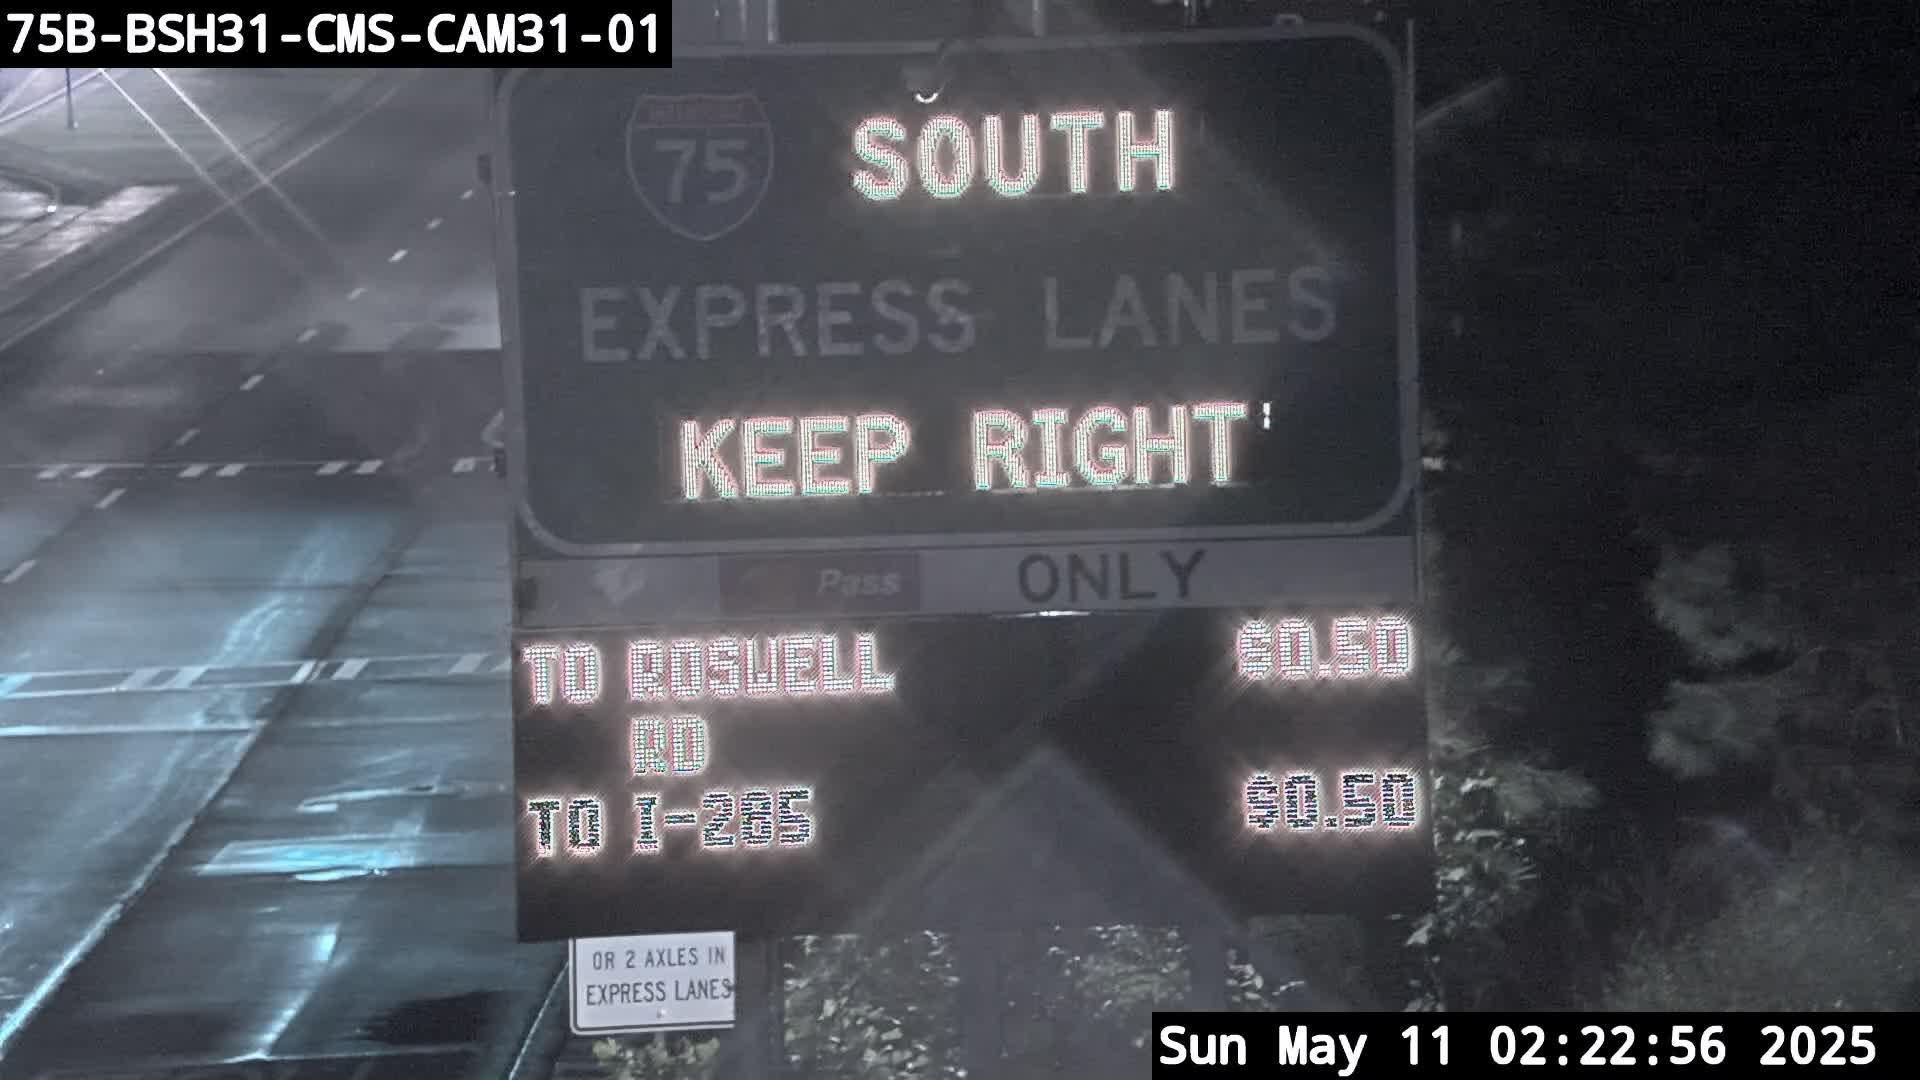 75B-BSH31-CMS-CAM31-01
75 SOUTH
EXPRESS LANES
KEEP RIGHT
Pass ONLY
TO ROSWELL $0.50
RD
TO I-285 $0.50
OR 2 AXLES IN
EXPRESS LANES
Sun May 11 02:22:56 2025